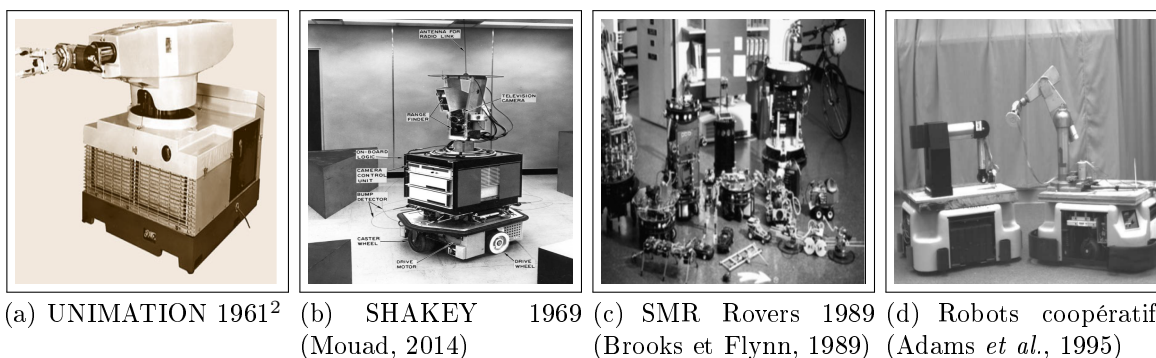 ANTENNA FOR
RADIO LINK
TELEVISION
CAMERA
RANGE
FINDER
ON-BOARD
LOGIC
CAMERA
CONTROL
UNIT
BUMP
DETECTOR
CASTER
WHEEL
DRIVE
MOTOR
DRIVE
WHEEL
(a) UNIMATION 1961²
(b) SHAKEY 1969
(Mouad, 2014)
(c) SMR Rovers 1989
(Brooks et Flynn, 1989)
(d) Robots coopératif
(Adams et al., 1995)